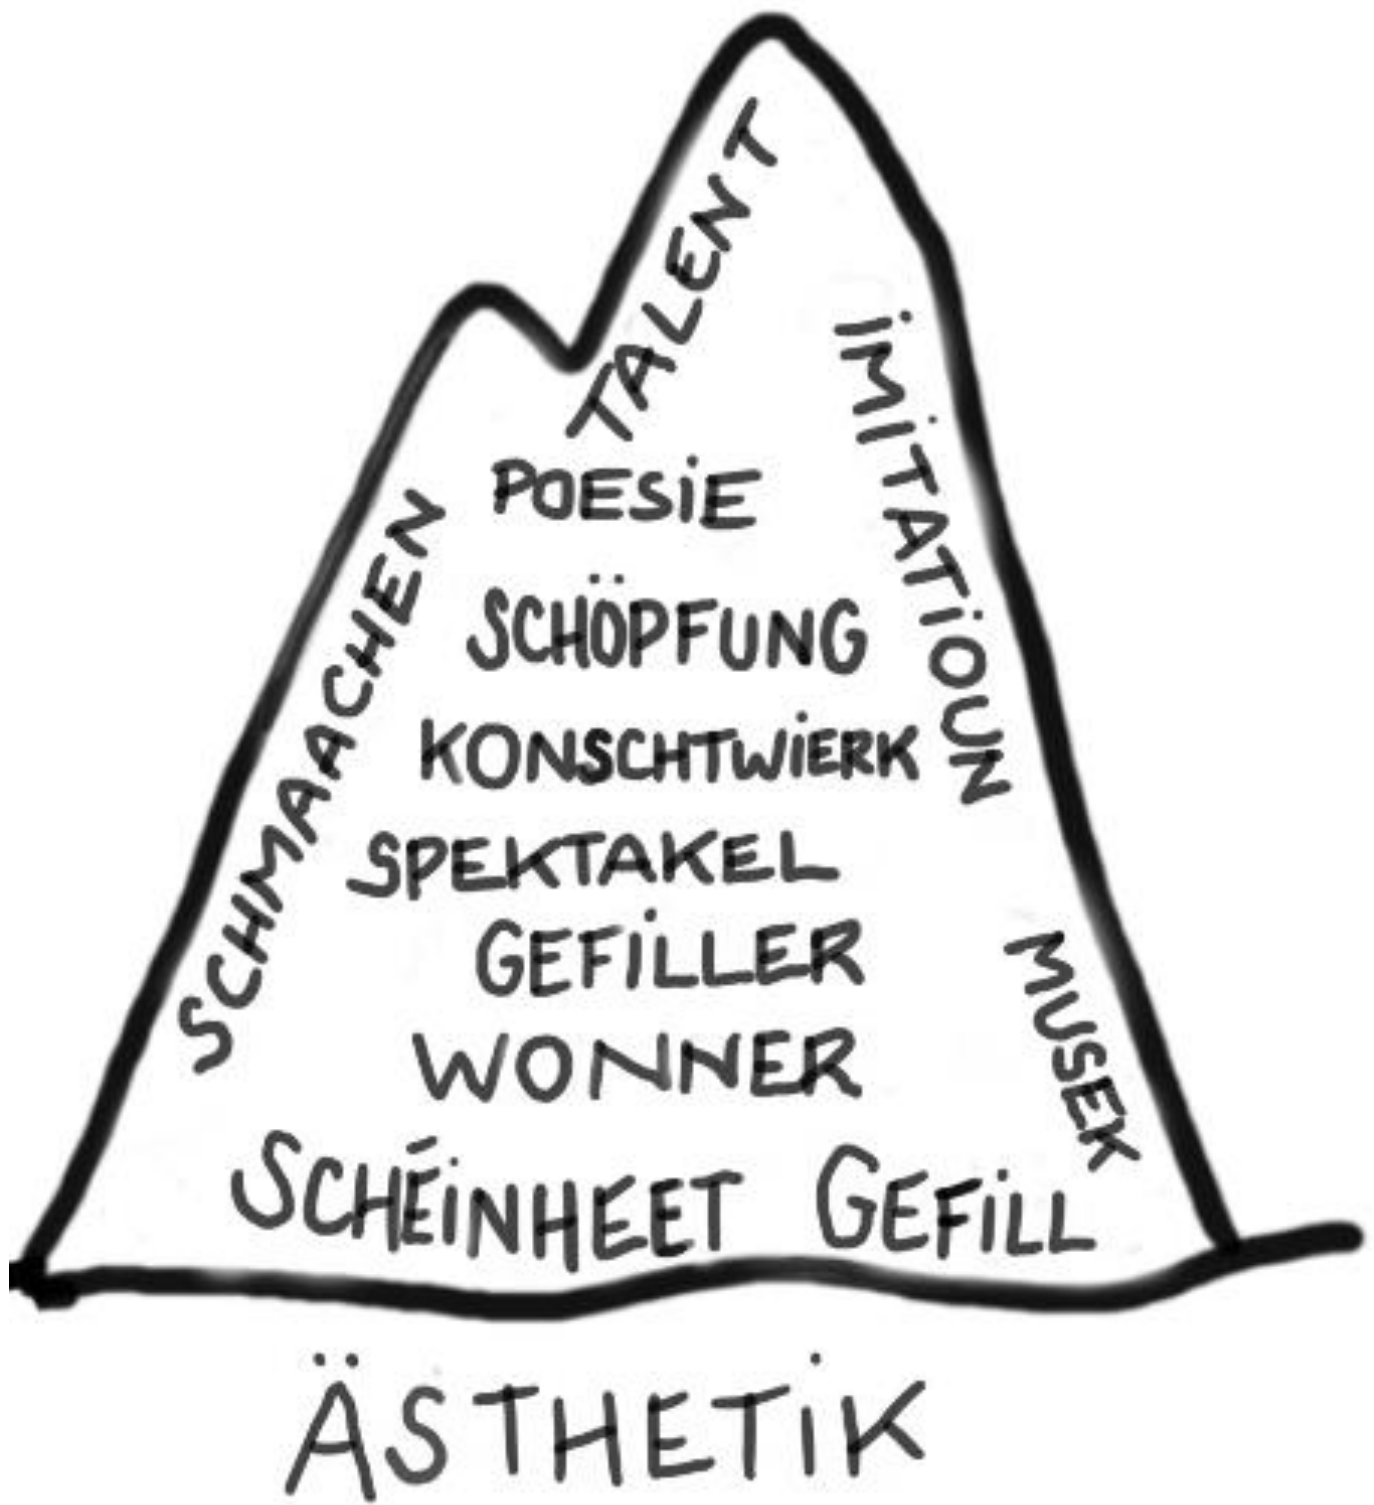 TALENT
IMITATIOUN
SCHMAACHEN
POESIE
SCHÖPFUNG
KONSCHTWIERK
SPEKTAKEL
GEFILLER
WONNER
MUSEK
SCHÉINHEET GEFILL
ÄSTHETIK